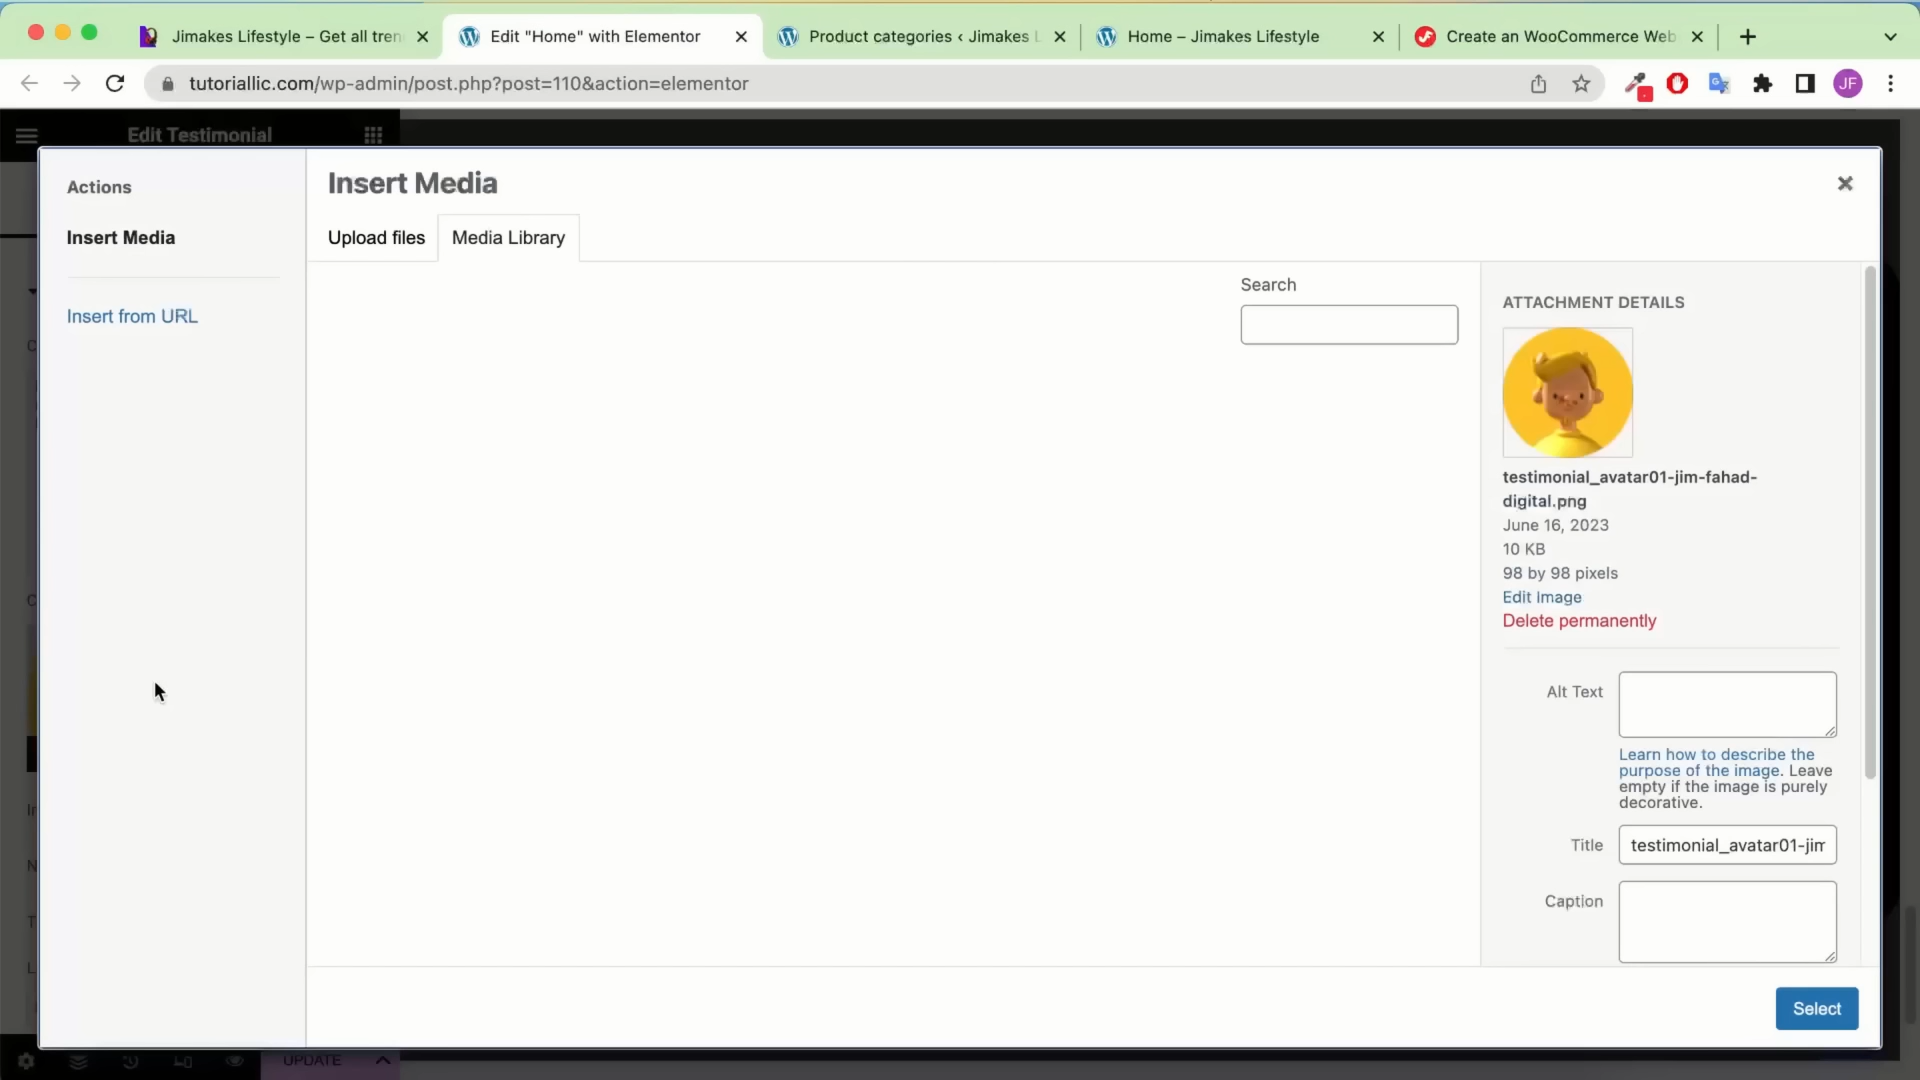 Jimakes Lifestyle – Get all tren
Edit "Home" with Elementor
Product categories ‹ Jimakes L
Home – Jimakes Lifestyle
Create an WooCommerce Web
tutoriallic.com/wp-admin/post.php?post=110&action=elementor
JF
Edit Testimonial
Actions
Insert Media
Insert from URL
Insert Media
Upload files
Media Library
Search
ATTACHMENT DETAILS
testimonial_avatar01-jim-fahad-
digital.png
June 16, 2023
10 KB
98 by 98 pixels
Edit Image
Delete permanently
Alt Text
Learn how to describe the
purpose of the image. Leave
empty if the image is purely
decorative.
Title
testimonial_avatar01-jim
Caption
Select
UPDATE